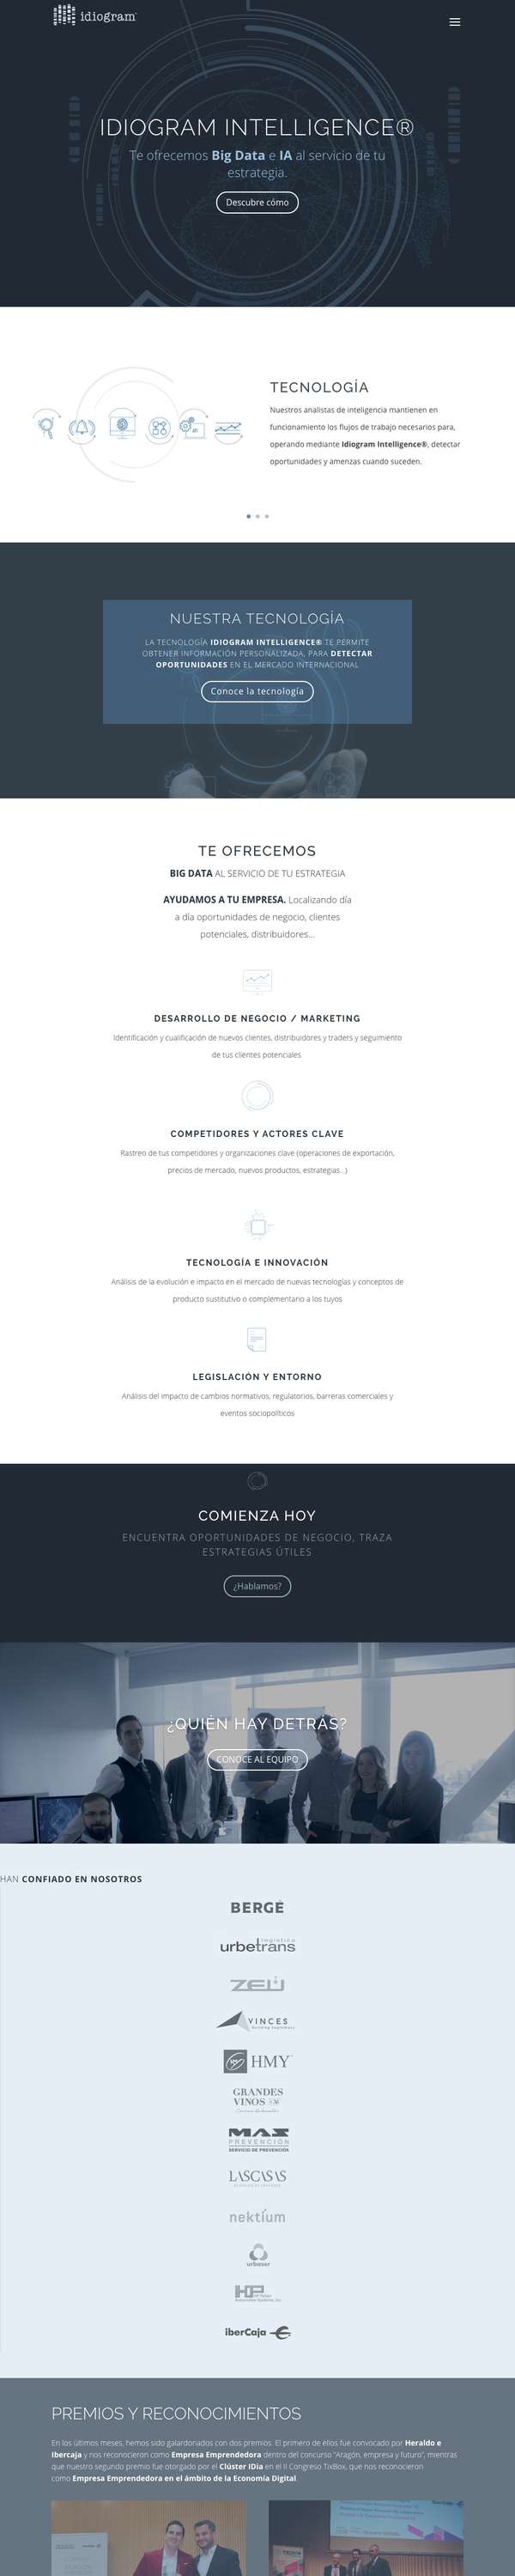 idiogram
IDIOGRAM INTELLIGENCE®
Te ofrecemos Big Data e IA al servicio de tu
estrategia.
Descubre cómo
TECNOLOGÍA
Nuestros analistas de inteligencia mantienen en
funcionamiento los flujos de trabajo necesarios para,
operando mediante Idiogram Intelligence®, detectar
oportunidades y amenzas cuando suceden.
NUESTRA TECNOLOGÍA
LA TECNOLOGÍA IDIOGRAM INTELLIGENCE® TE PERMITE
OBTENER INFORMACIÓN PERSONALIZADA, PARA DETECTAR
OPORTUNIDADES EN EL MERCADO INTERNACIONAL
Conoce la tecnología
TE OFRECEMOS
BIG DATA AL SERVICIO DE TU ESTRATEGIA
AYUDAMOS A TU EMPRESA. Localizando día
a día oportunidades de negocio, clientes
potenciales, distribuidores...
DESARROLLO DE NEGOCIO / MARKETING
Identificación y cualificación de nuevos clientes, distribuidores y traders y seguimiento
de tus clientes potenciales
COMPETIDORES Y ACTORES CLAVE
Rastreo de tus competidores y organizaciones clave (operaciones de exportación,
precios de mercado, nuevos productos, estrategias...)
TECNOLOGÍA E INNOVACIÓN
Análisis de la evolución e impacto en el mercado de nuevas tecnologías y conceptos de
producto sustitutivo o complementario a los tuyos
LEGISLACIÓN Y ENTORNO
Análisis del impacto de cambios normativos, regulatorios, barreras comerciales y
eventos sociopolíticos
COMIENZA HOY
ENCUENTRA OPORTUNIDADES DE NEGOCIO, TRAZA
ESTRATEGIAS ÚTILES
¿Hablamos?
¿QUIÉN HAY DETRÁS?
CONOCE AL EQUIPO
HAN CONFIADO EN NOSOTROS
BERGÉ
logística
urbetrans
ZEÜ
VINCES
HMY
GRANDES
VINOS
MAZ
PREVENCIÓN
SERVICIO DE PREVENCIÓN
LASCASAS
nektium
urbaser
HP
iberCaja
PREMIOS Y RECONOCIMIENTOS
En los últimos meses, hemos sido galardonados con dos premios. El primero de ellos fue convocado por Heraldo e
Ibercaja y nos reconocieron como Empresa Emprendedora dentro del concurso "Aragón, empresa y futuro", mientras
que nuestro segundo premio fue otorgado por el Clúster IDia en el II Congreso TixBox, que nos reconocieron
como Empresa Emprendedora en el ámbito de la Economía Digital.